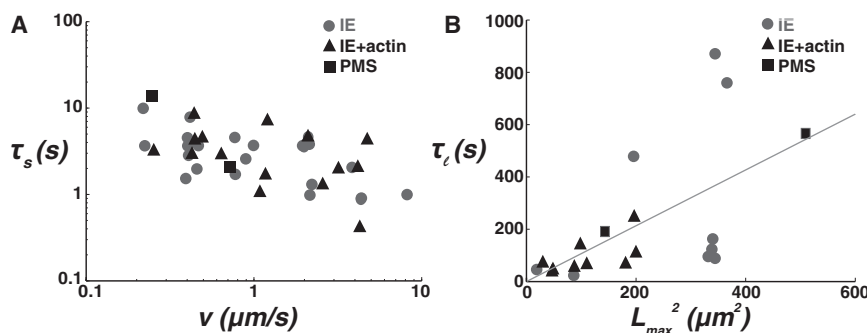 A
IE
IE+actin
PMS
100
10
1
0.1
τs (s)
0.1
1
10
v (µm/s)
B
IE
IE+actin
PMS
1000
800
600
400
200
0
τℓ (s)
0
200
400
600
Lmax² (µm²)